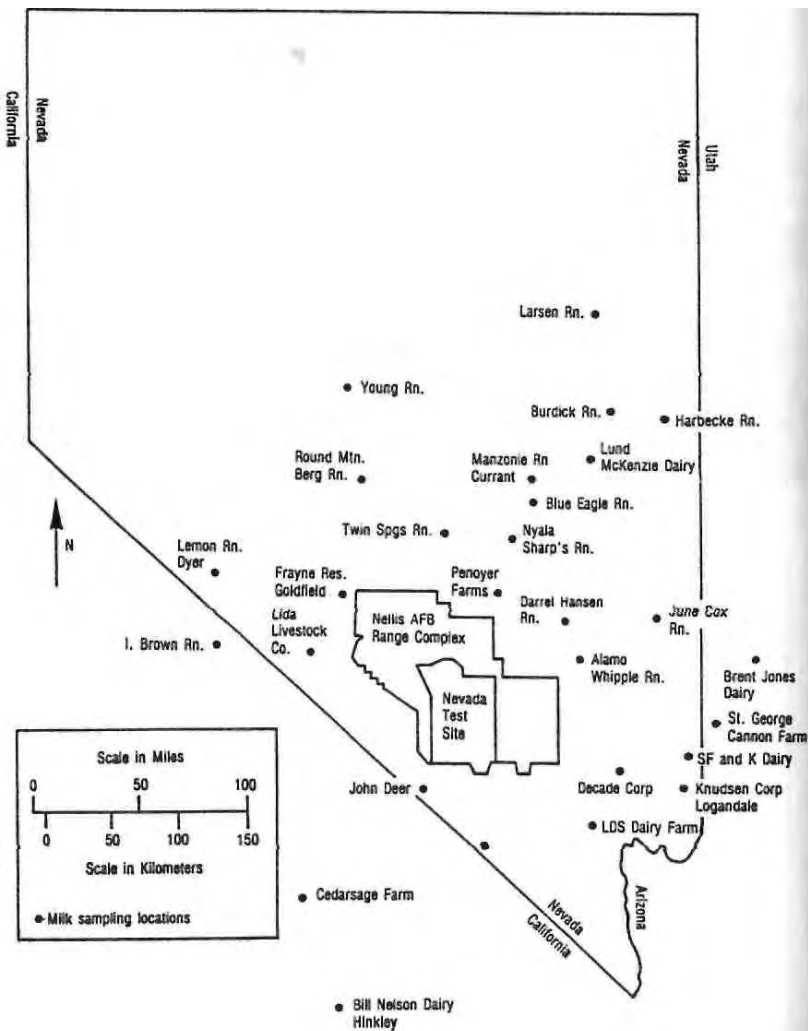 California
Nevada
Utah
Nevada
Larsen Rn.
Young Rn.
Burdick Rn.
Harbecke Rn.
Round Mtn.
Berg Rn.
Manzonie Rn
Currant
Lund
McKenzie Dairy
Blue Eagle Rn.
Twin Spgs Rn.
Nyala
Sharp's Rn.
N
Lemon Rn.
Dyer
Frayne Res.
Goldfield
Penoyer
Farms
Nellis AFB
Range Complex
Darrel Hansen
Rn.
June Cox
Rn.
Lida
Livestock
Co.
I. Brown Rn.
Alamo
Whipple Rn.
Brent Jones
Dairy
Nevada
Test
Site
St. George
Cannon Farm
SF and K Dairy
John Deer
Decade Corp
Knudsen Corp
Logandale
LDS Dairy Farm
Scale in Miles
0 50 100
0 50 100 150
Scale in Kilometers
Milk sampling locations
Cedarsage Farm
Nevada
California
Arizona
Bill Nelson Dairy
Hinkley